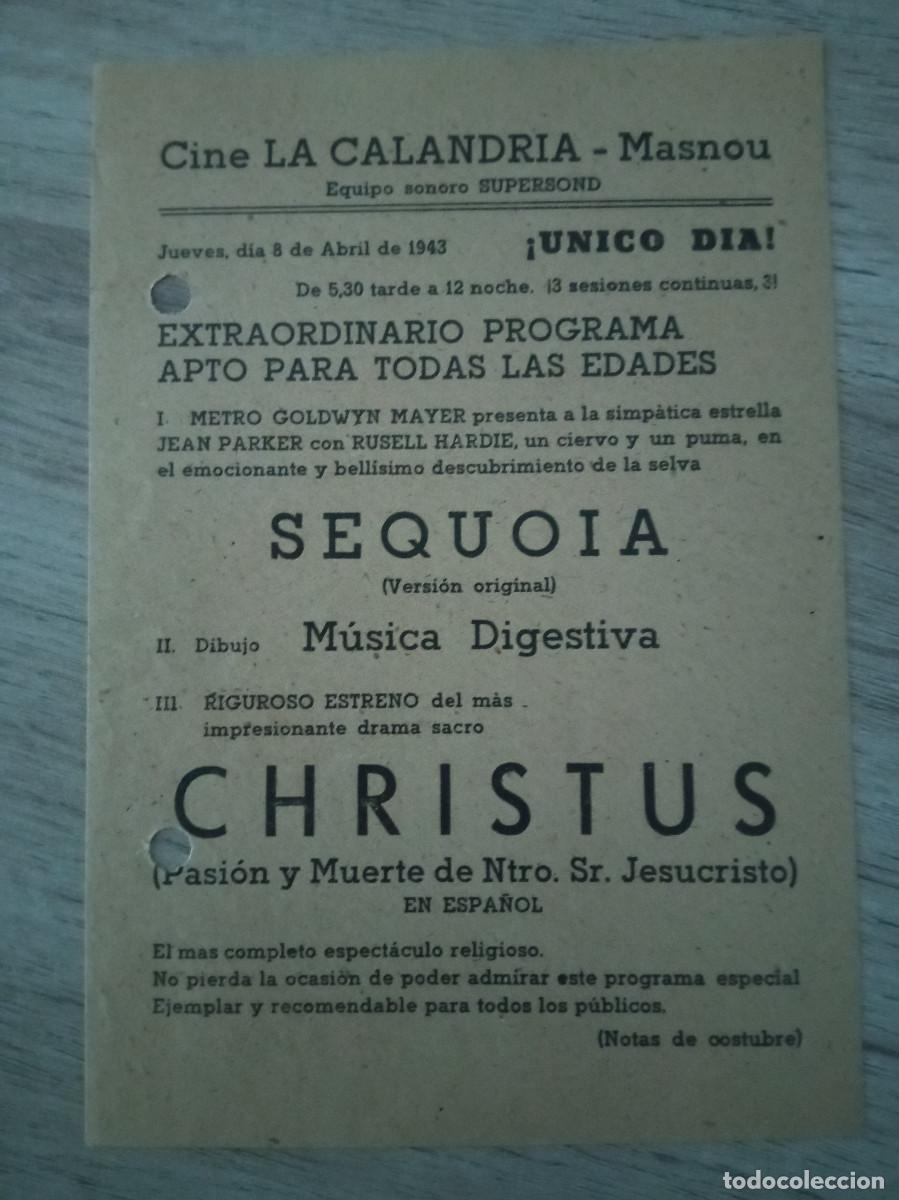 Cine LA CALANDRIA - Masnou
Equipo sonoro SUPERSOND
Jueves, día 8 de Abril de 1943 ¡UNICO DIA!
De 5,30 tarde a 12 noche. ¡3 sesiones continuas, 3!
EXTRAORDINARIO PROGRAMA
APTO PARA TODAS LAS EDADES
I. METRO GOLDWYN MAYER presenta a la simpàtica estrella
JEAN PARKER con RUSELL HARDIE, un ciervo y un puma, en
el emocionante y bellísimo descubrimiento de la selva
SEQUOIA
(Versión original)
II. Dibujo Música Digestiva
III. RIGUROSO ESTRENO del màs
impresionante drama sacro
CHRISTUS
(Pasión y Muerte de Ntro. Sr. Jesucristo)
EN ESPAÑOL
El mas completo espectáculo religioso.
No pierda la ocasión de poder admirar este programa especial
Ejemplar y recomendable para todos los públicos.
(Notas de oostubre)
todocoleccion